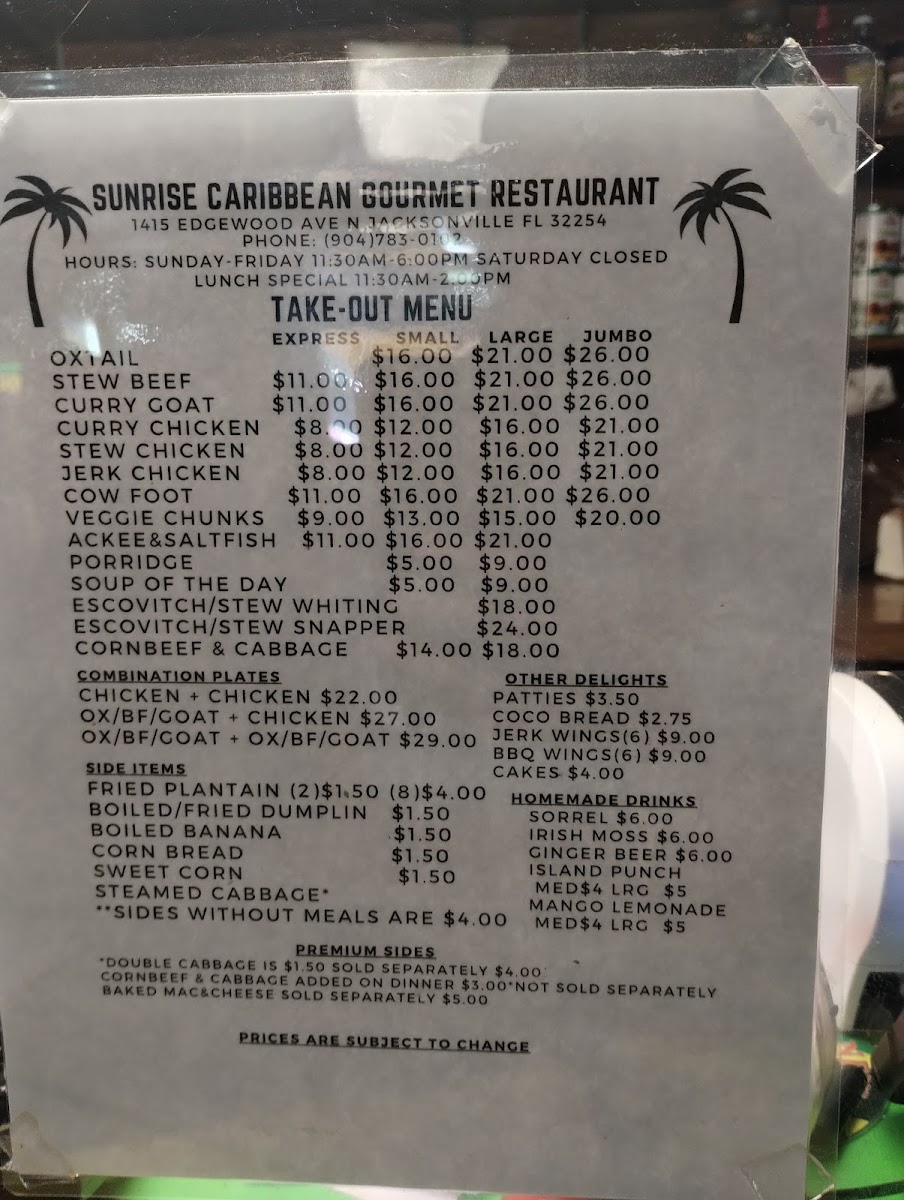 SUNRISE CARIBBEAN GOURMET RESTAURANT
1415 EDGEWOOD AVE N JACKSONVILLE FL 32254
PHONE: (904)783-0102
HOURS: SUNDAY-FRIDAY 11:30AM-6:00PM SATURDAY CLOSED
LUNCH SPECIAL 11:30AM-2:00PM
TAKE-OUT MENU
EXPRESS SMALL LARGE JUMBO
OXTAIL $16.00 $21.00 $26.00
STEW BEEF $11.00 $16.00 $21.00 $26.00
CURRY GOAT $11.00 $16.00 $21.00 $26.00
CURRY CHICKEN $8.00 $12.00 $16.00 $21.00
STEW CHICKEN $8.00 $12.00 $16.00 $21.00
JERK CHICKEN $8.00 $12.00 $16.00 $21.00
COW FOOT $11.00 $16.00 $21.00 $26.00
VEGGIE CHUNKS $9.00 $13.00 $15.00 $20.00
ACKEE&SALTFISH $11.00 $16.00 $21.00
PORRIDGE $5.00 $9.00
SOUP OF THE DAY $5.00 $9.00
ESCOVITCH/STEW WHITING $18.00
ESCOVITCH/STEW SNAPPER $24.00
CORNBEEF & CABBAGE $14.00 $18.00
COMBINATION PLATES
CHICKEN + CHICKEN $22.00
OX/BF/GOAT + CHICKEN $27.00
OX/BF/GOAT + OX/BF/GOAT $29.00
SIDE ITEMS
FRIED PLANTAIN (2)$1.50 (8)$4.00
BOILED/FRIED DUMPLIN $1.50
BOILED BANANA $1.50
CORN BREAD $1.50
SWEET CORN $1.50
STEAMED CABBAGE*
**SIDES WITHOUT MEALS ARE $4.00
OTHER DELIGHTS
PATTIES $3.50
COCO BREAD $2.75
JERK WINGS(6) $9.00
BBQ WINGS(6) $9.00
CAKES $4.00
HOMEMADE DRINKS
SORREL $6.00
IRISH MOSS $6.00
GINGER BEER $6.00
ISLAND PUNCH
MED$4 LRG $5
MANGO LEMONADE
MED$4 LRG $5
PREMIUM SIDES
*DOUBLE CABBAGE IS $1.50 SOLD SEPARATELY $4.00
CORNBEEF & CABBAGE ADDED ON DINNER $3.00*NOT SOLD SEPARATELY
BAKED MAC&CHEESE SOLD SEPARATELY $5.00
PRICES ARE SUBJECT TO CHANGE